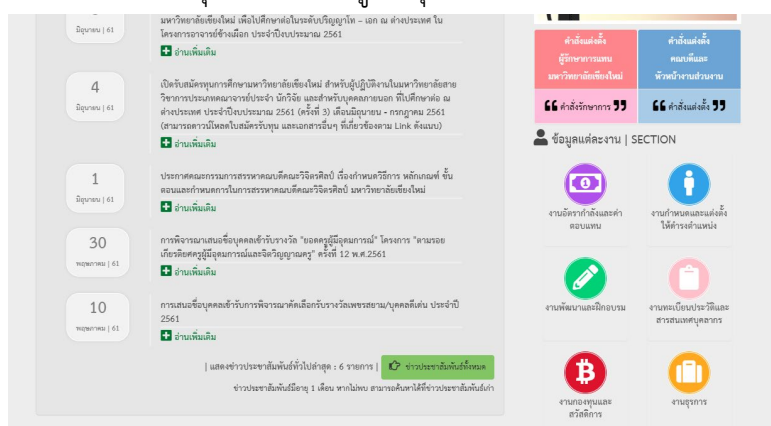 มิถุนายน | 61
มหาวิทยาลัยเชียงใหม่ เพื่อไปศึกษาต่อในระดับปริญญาโท – เอก ณ ต่างประเทศ ใน
โครงการอาจารย์ช้างเผือก ประจำปีงบประมาณ 2561
อ่านเพิ่มเติม
4
มิถุนายน | 61
เปิดรับสมัครทุนการศึกษามหาวิทยาลัยเชียงใหม่ สำหรับผู้ปฏิบัติงานในมหาวิทยาลัยสาย
วิชาการประเภทคณาจารย์ประจำ นักวิจัย และสำหรับบุคคลภายนอก ที่ไปศึกษาต่อ ณ
ต่างประเทศ ประจำปีงบประมาณ 2561 (ครั้งที่ 3) เดือนมิถุนายน - กรกฎาคม 2561
(สามารถดาวน์โหลดใบสมัครรับทุน และเอกสารอื่นๆ ที่เกี่ยวข้องตาม Link ดังแนบ)
อ่านเพิ่มเติม
1
มิถุนายน | 61
ประกาศคณะกรรมการสรรหาคณบดีคณะวิจิตรศิลป์ เรื่องกำหนดวิธีการ หลักเกณฑ์ ขั้น
ตอนและกำหนดการในการสรรหาคณบดีคณะวิจิตรศิลป์ มหาวิทยาลัยเชียงใหม่
อ่านเพิ่มเติม
30
พฤษภาคม | 61
การพิจารณาเสนอชื่อบุคคลเข้ารับรางวัล "ยอดครูผู้มีอุดมการณ์" โครงการ "ตามรอย
เกียรติยศครูผู้มีอุดมการณ์และจิตวิญญาณครู" ครั้งที่ 12 พ.ศ.2561
อ่านเพิ่มเติม
10
พฤษภาคม | 61
การเสนอชื่อบุคคลเข้ารับการพิจารณาคัดเลือกรับรางวัลเพชรสยาม/บุคคลดีเด่น ประจำปี
2561
อ่านเพิ่มเติม
| แสดงข่าวประชาสัมพันธ์ทั่วไปล่าสุด : 6 รายการ | ข่าวประชาสัมพันธ์ทั้งหมด
ข่าวประชาสัมพันธ์มีอายุ 1 เดือน หากไม่พบ สามารถค้นหาได้ที่ข่าวประชาสัมพันธ์เก่า
คำสั่งแต่งตั้ง
ผู้รักษาการแทน
มหาวิทยาลัยเชียงใหม่
คำสั่งรักษาการ
คำสั่งแต่งตั้ง
คณบดีและ
หัวหน้างานส่วนงาน
คำสั่งแต่งตั้ง
ข้อมูลแต่ละงาน | SECTION
งานอัตรากำลังและค่า
ตอบแทน
งานกำหนดและแต่งตั้ง
ให้ดำรงตำแหน่ง
งานพัฒนาและฝึกอบรม
งานทะเบียนประวัติและ
สารสนเทศบุคลากร
งานกองทุนและ
สวัสดิการ
งานธุรการ